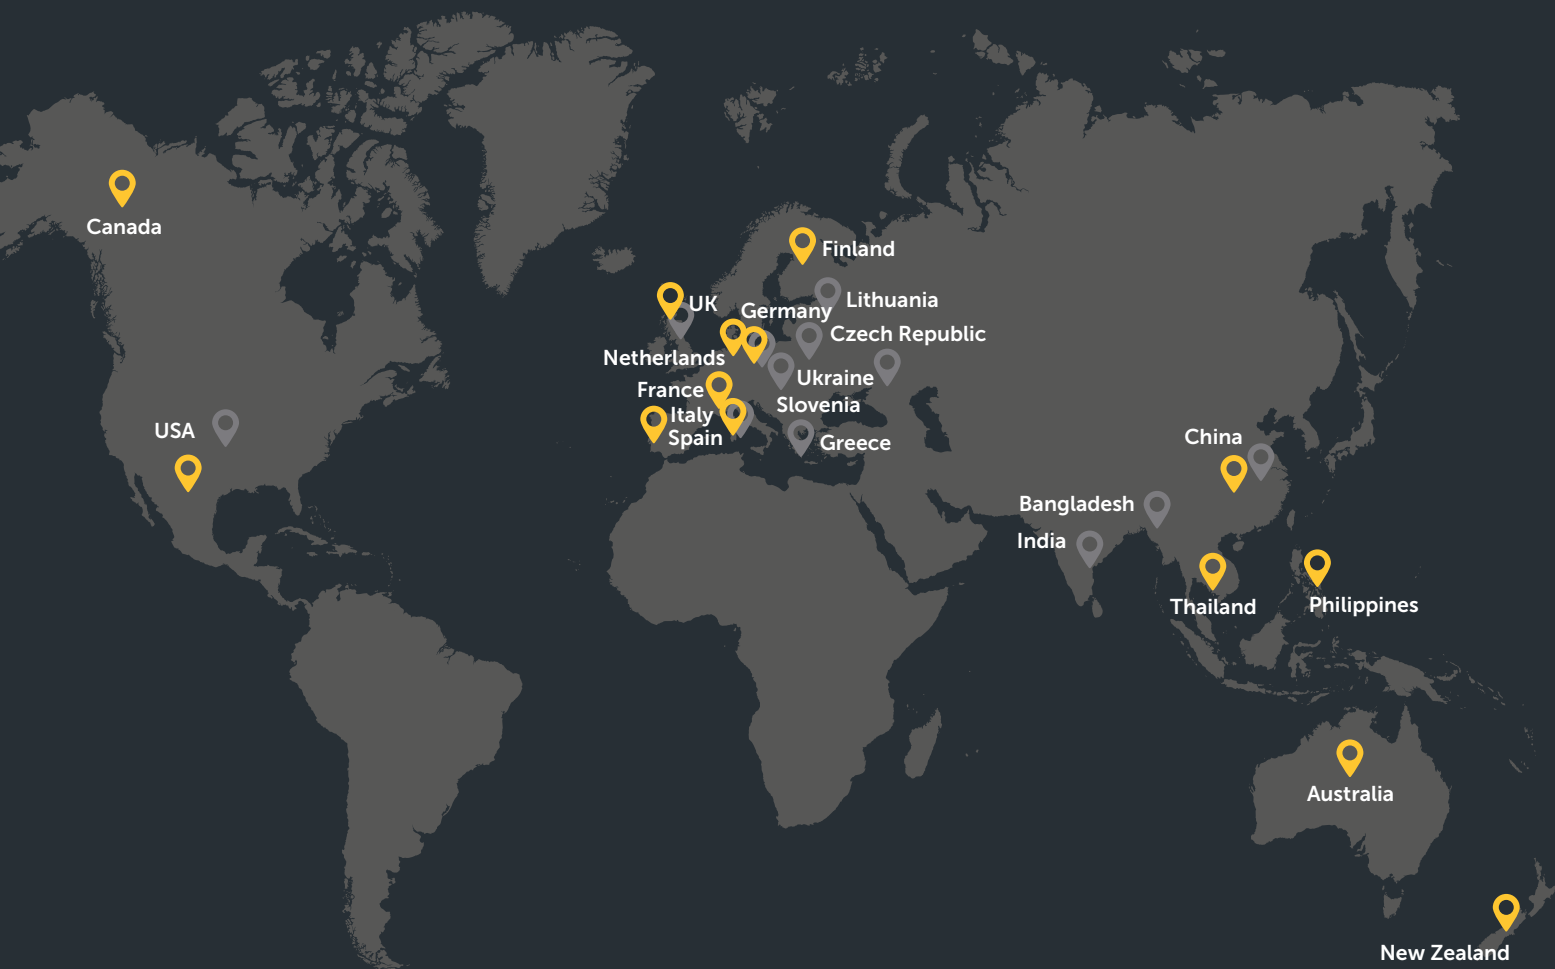 Canada
Finland
Lithuania
UK
Germany
Czech Republic
Netherlands
Ukraine
France
Slovenia
Italy
Spain
Greece
USA
China
Bangladesh
India
Thailand
Philippines
Australia
New Zealand